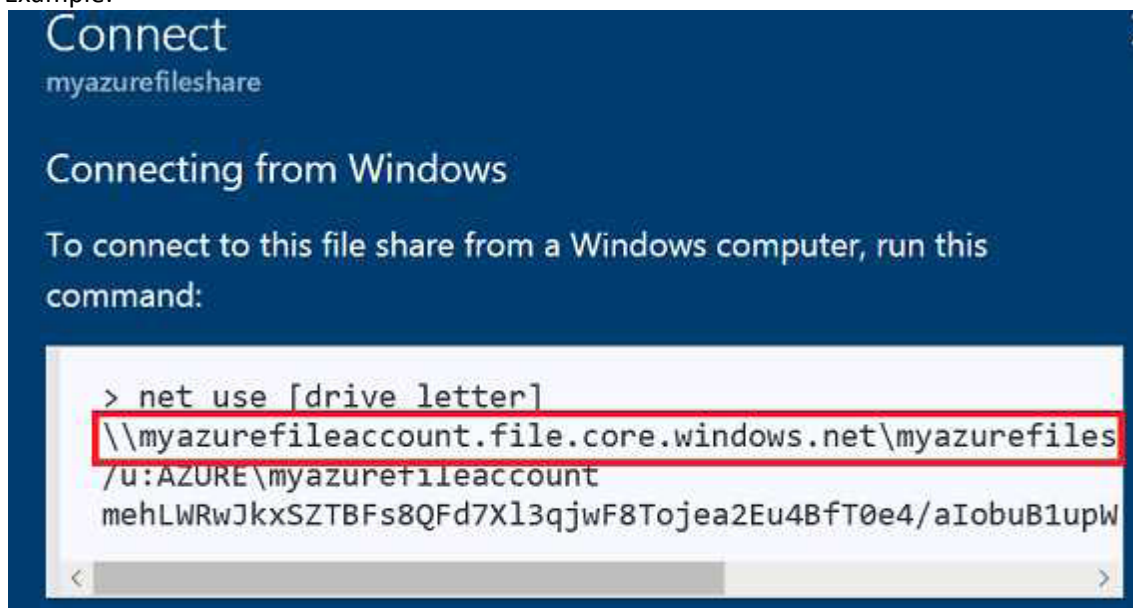 Example:
Connect
myazurefileshare
Connecting from Windows
To connect to this file share from a Windows computer, run this
command:
> net use [drive letter]
\\myazurefileaccount.file.core.windows.net\myazurefiles
/u:AZURE\myazurefileaccount
mehLWRwJkxSZTBFs8QFd7Xl3qjwF8Tojea2Eu4BfT0e4/aIobuB1upW